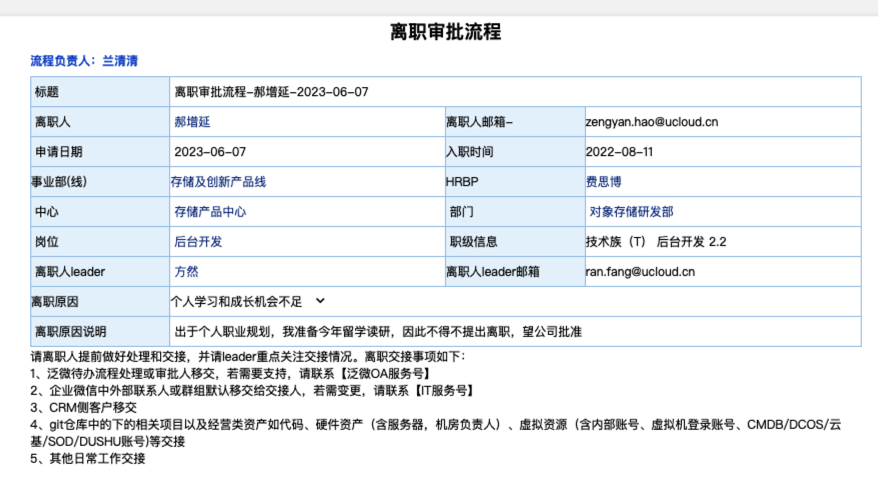 离职审批流程
流程负责人：兰清清
标题 离职审批流程-郝增延-2023-06-07
离职人 郝增延 离职人邮箱- zengyan.hao@ucloud.cn
申请日期 2023-06-07 入职时间 2022-08-11
事业部(线) 存储及创新产品线 HRBP 费思博
中心 存储产品中心 部门 对象存储研发部
岗位 后台开发 职级信息 技术族（T） 后台开发 2.2
离职人leader 方然 离职人leader邮箱 ran.fang@ucloud.cn
离职原因 个人学习和成长机会不足
离职原因说明 出于个人职业规划，我准备今年留学读研，因此不得不提出离职，望公司批准
请离职人提前做好处理和交接，并请leader重点关注交接情况。离职交接事项如下：
1、泛微待办流程处理或审批人移交，若需要支持，请联系【泛微OA服务号】
2、企业微信中外部联系人或群组默认移交给交接人，若需变更，请联系【IT服务号】
3、CRM侧客户移交
4、git仓库中的下的相关项目以及经营类资产如代码、硬件资产（含服务器，机房负责人）、虚拟资源（含内部账号、虚拟机登录账号、CMDB/DCOS/云
基/SOD/DUSHU账号)等交接
5、其他日常工作交接